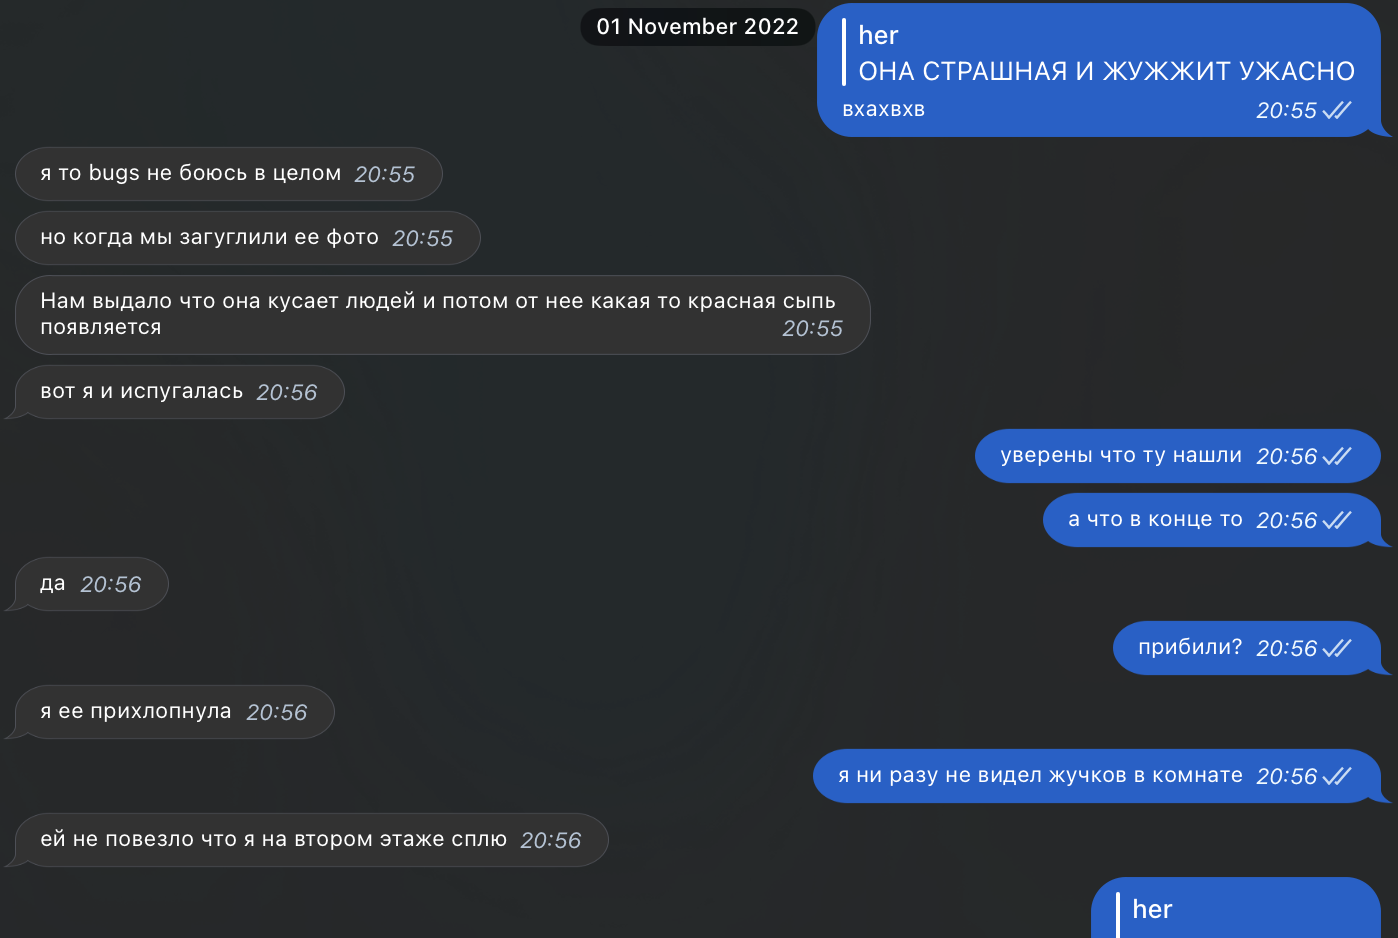 01 November 2022
her
ОНА СТРАШНАЯ И ЖУЖЖИТ УЖАСНО
вхахвхв 20:55
я то bugs не боюсь в целом 20:55
но когда мы загуглили ее фото 20:55
Нам выдало что она кусает людей и потом от нее какая то красная сыпь
появляется 20:55
вот я и испугалась 20:56
уверены что ту нашли 20:56
а что в конце то 20:56
да 20:56
прибили? 20:56
я ее прихлопнула 20:56
я ни разу не видел жучков в комнате 20:56
ей не повезло что я на втором этаже сплю 20:56
her